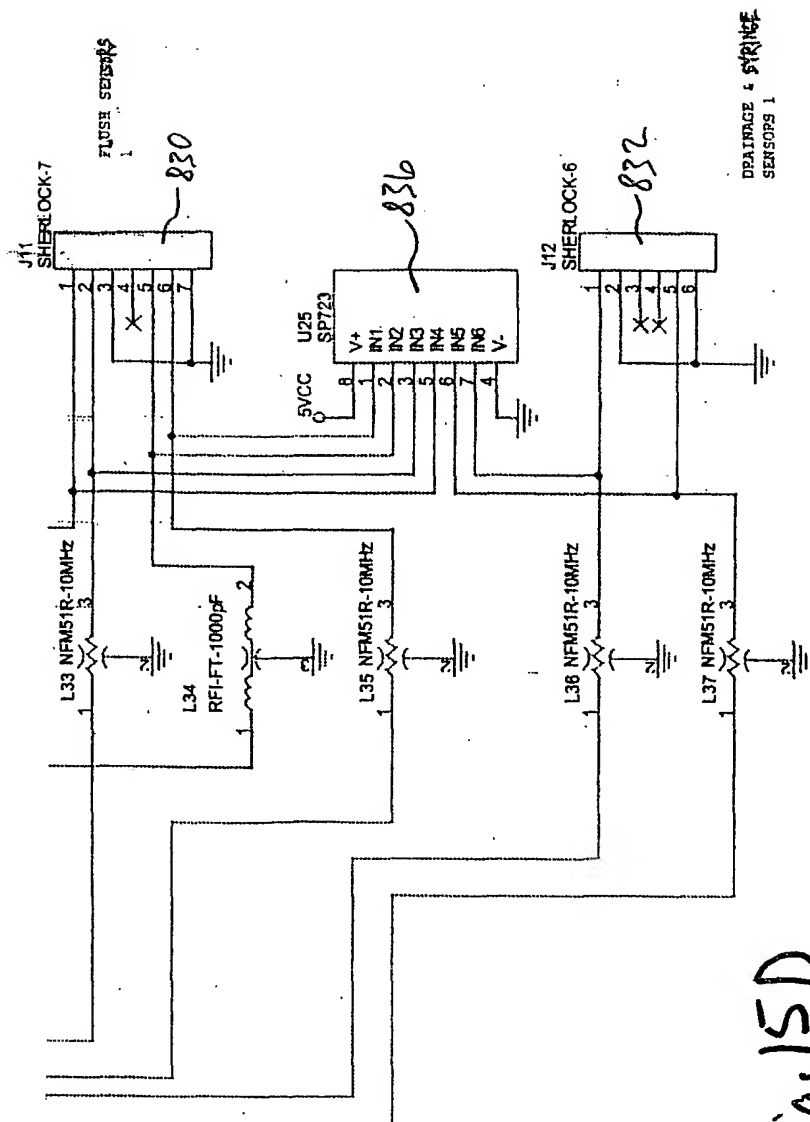 J11
SHERLOCK-7
FLUSH SENSORS
1
830
1
2
3
4
5
6
7
L33 NFM51R-10MHz
1
3
2
L34
RFI-FT-1000pF
1
2
3
L35 NFM51R-10MHz
1
3
2
5VCC
U25
SP723
836
8
V+
1
IN1
2
IN2
3
IN3
5
IN4
6
IN5
7
IN6
4
V-
J12
SHERLOCK-6
832
1
2
3
4
5
6
DRAINAGE & SYRINGE
SENSORS 1
L36 NFM51R-10MHz
1
3
2
L37 NFM51R-10MHz
1
3
2
15D